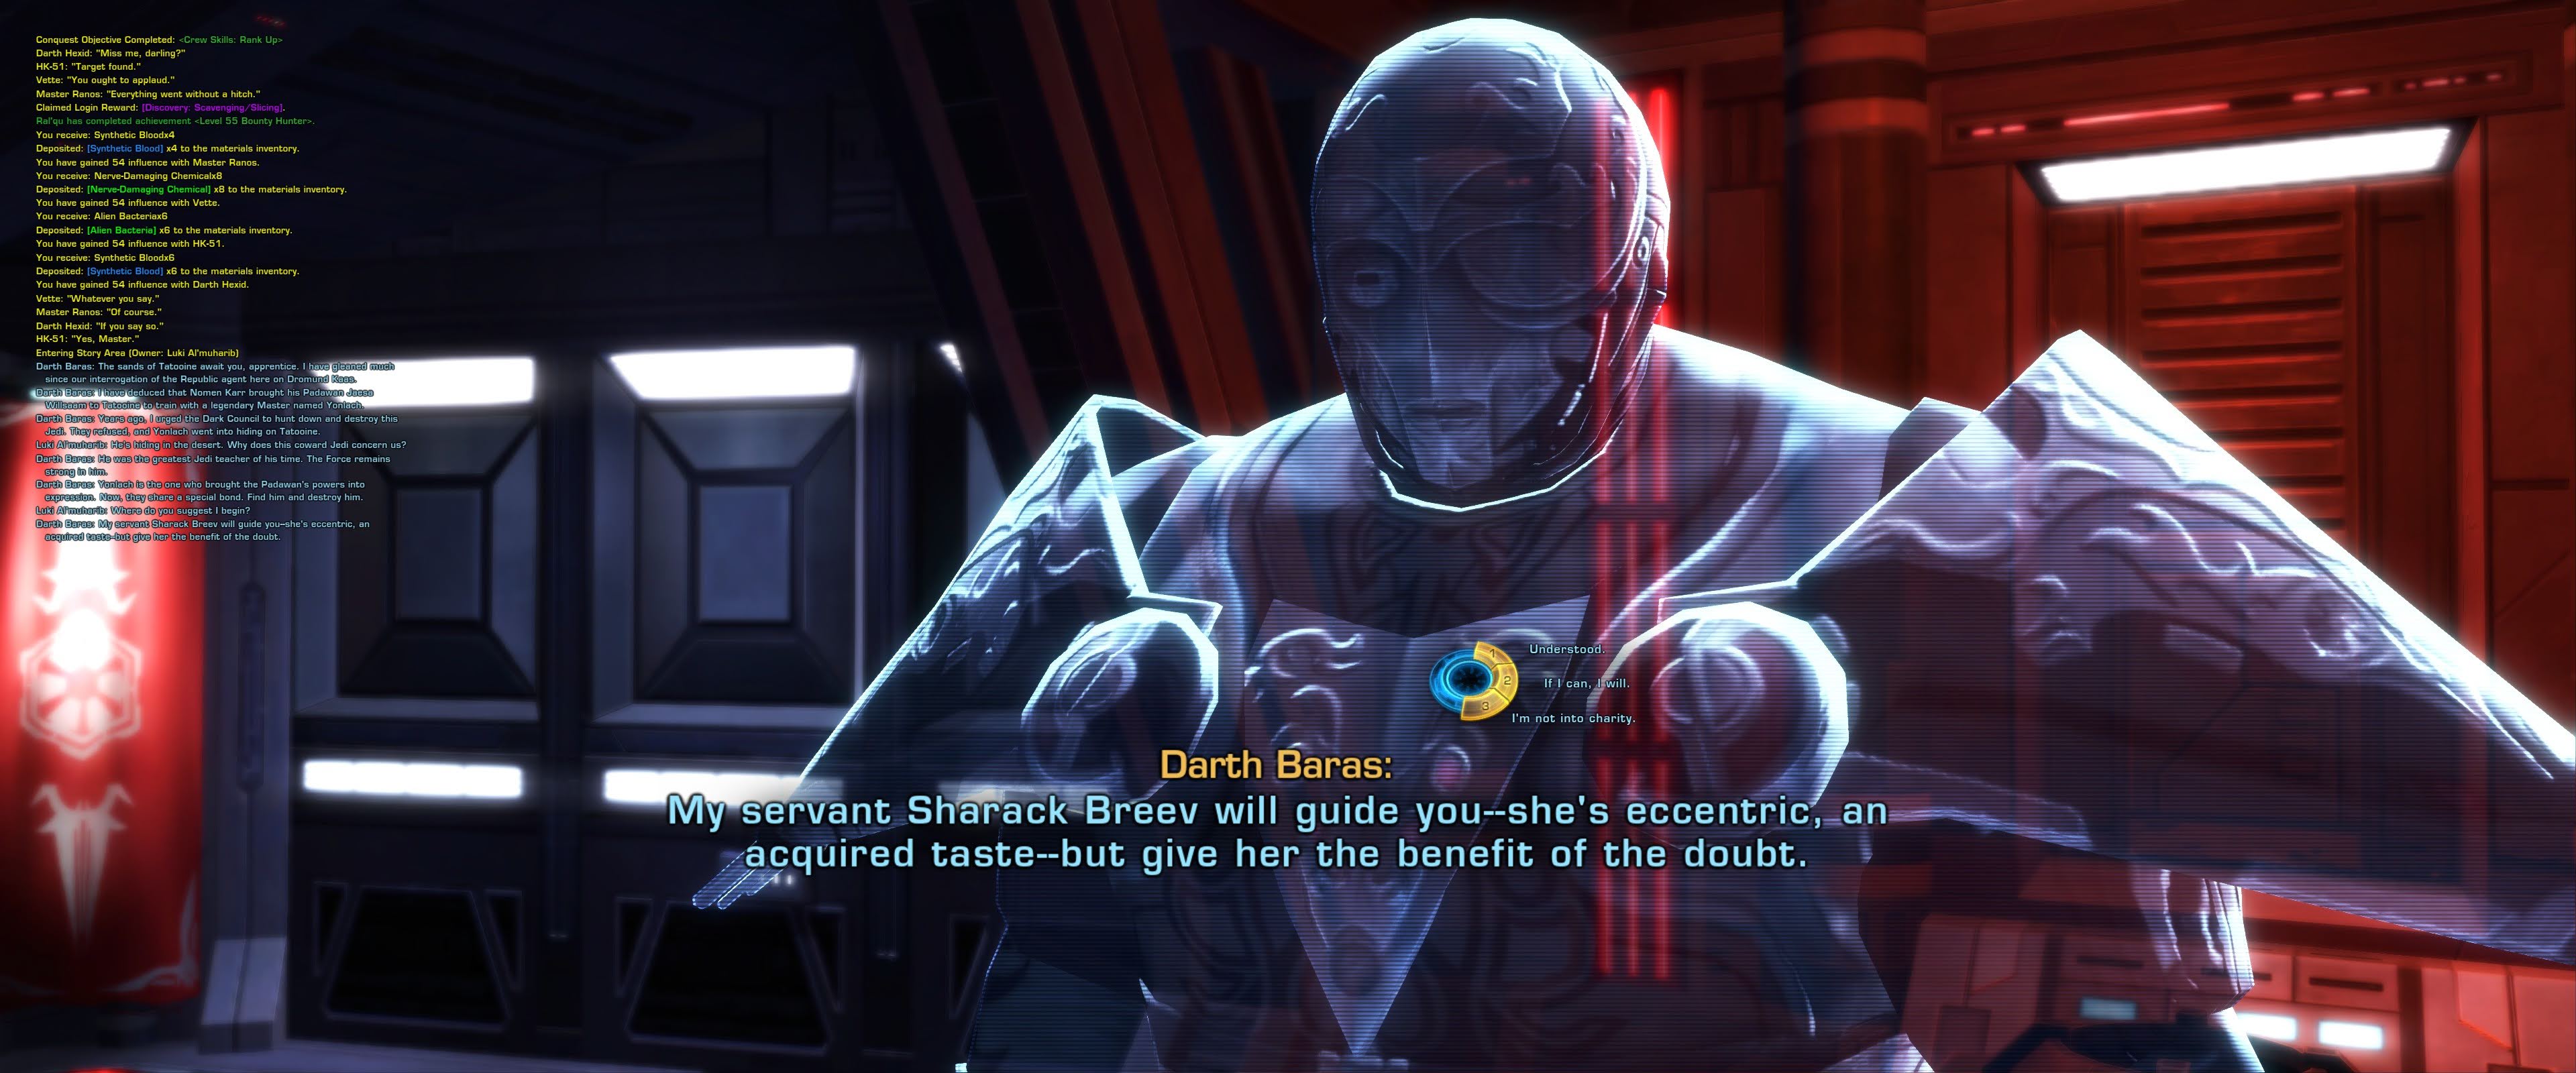 Conquest Objective Completed: <Crew Skills: Rank Up>
Darth Hexid: "Miss me, darling?"
HK-51: "Target found."
Vette: "You ought to applaud."
Master Ranos: "Everything went without a hitch."
Claimed Login Reward: [Discovery: Scavenging/Slicing].
Ral'qu has completed achievement <Level 55 Bounty Hunter>.
You receive: Synthetic Bloodx4
Deposited: [Synthetic Blood] x4 to the materials inventory.
You have gained 54 influence with Master Ranos.
You receive: Nerve-Damaging Chemicalx8
Deposited: [Nerve-Damaging Chemical] x8 to the materials inventory.
You have gained 54 influence with Vette.
You receive: Alien Bacteriax6
Deposited: [Alien Bacteria] x6 to the materials inventory.
You have gained 54 influence with HK-51.
You receive: Synthetic Bloodx6
Deposited: [Synthetic Blood] x6 to the materials inventory.
You have gained 54 influence with Darth Hexid.
Vette: "Whatever you say."
Master Ranos: "Of course."
Darth Hexid: "If you say so."
HK-51: "Yes, Master."
Entering Story Area (Owner: Luki Al'muharib)
Darth Baras: The sands of Tatooine await you, apprentice. I have gleaned much
since our interrogation of the Republic agent here on Dromund Kaas.
Darth Baras: I have deduced that Nomen Karr brought his Padawan Jaesa
Willsaam to Tatooine to train with a legendary Master named Yonlach.
Darth Baras: Years ago, I urged the Dark Council to hunt down and destroy this
Jedi. They refused, and Yonlach went into hiding on Tatooine.
Luki Al'muharib: He's hiding in the desert. Why does this coward Jedi concern us?
Darth Baras: He was the greatest Jedi teacher of his time. The Force remains
strong in him.
Darth Baras: Yonlach is the one who brought the Padawan's powers into
expression. Now, they share a special bond. Find him and destroy him.
Luki Al'muharib: Where do you suggest I begin?
Darth Baras: My servant Sharack Breev will guide you--she's eccentric, an
acquired taste--but give her the benefit of the doubt.
1 Understood.
2 If I can, I will.
3 I'm not into charity.
Darth Baras:
My servant Sharack Breev will guide you--she's eccentric, an
acquired taste--but give her the benefit of the doubt.